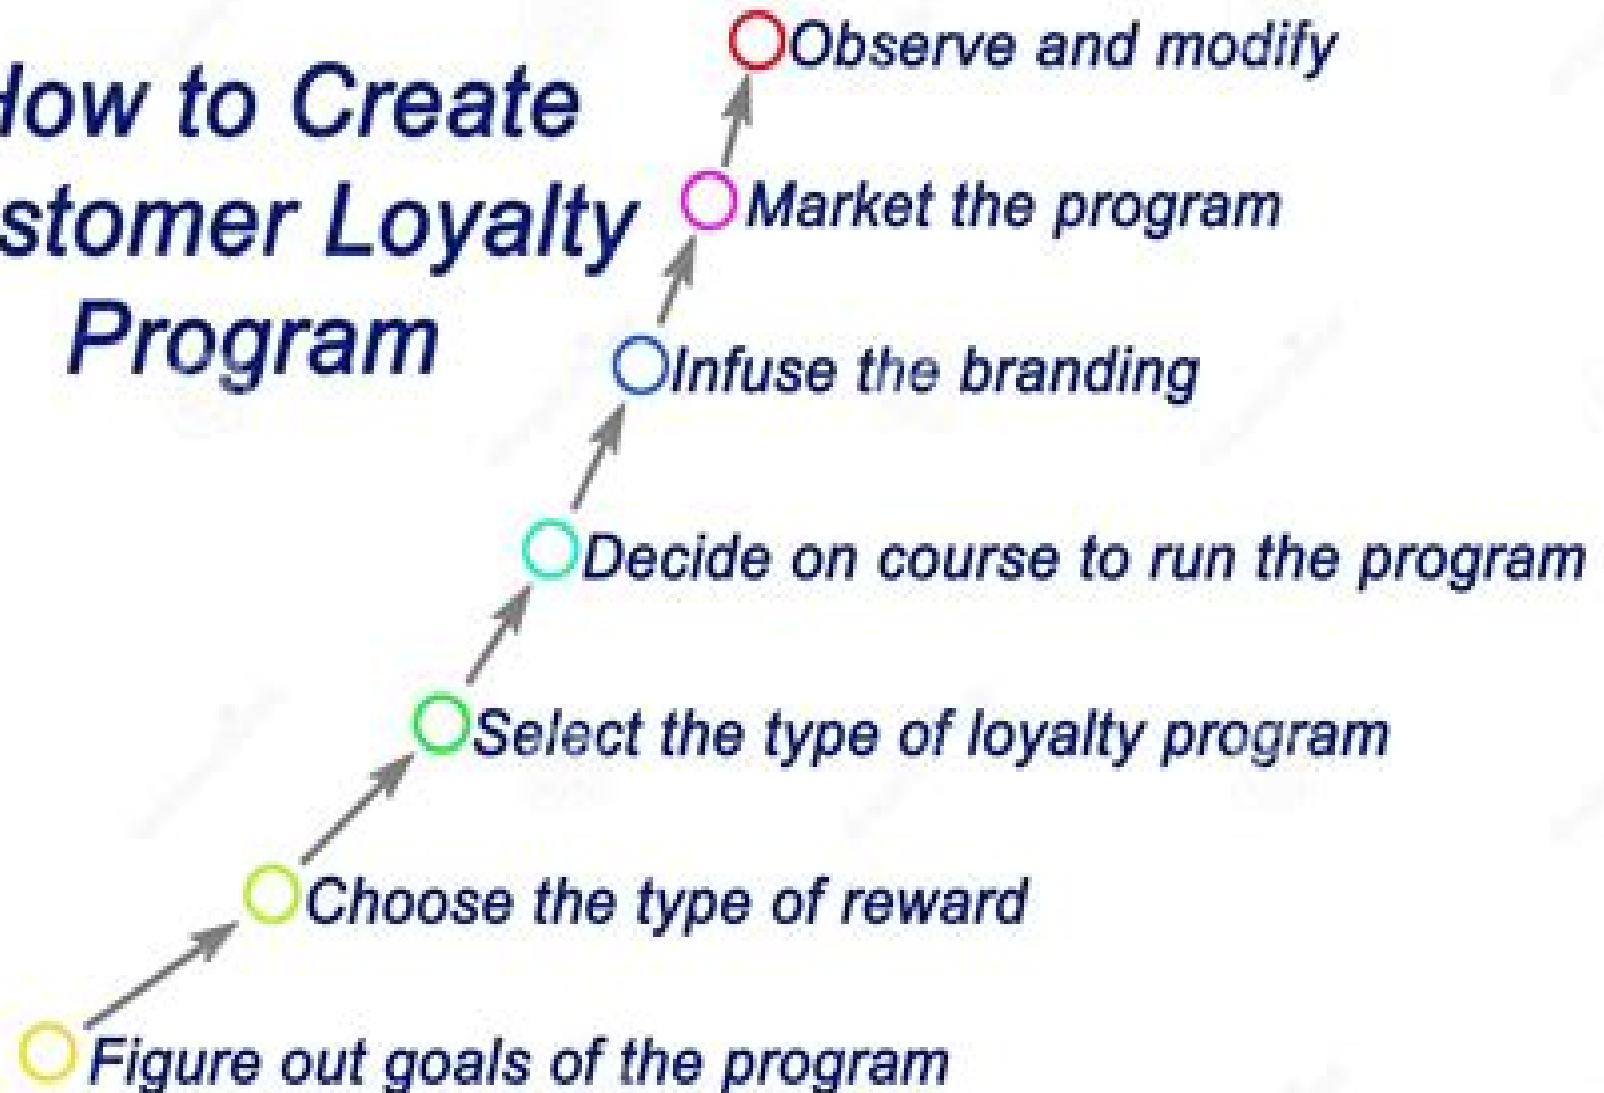 How to Create
stomer Loyalty
Program
Observe and modify
Market the program
Infuse the branding
Decide on course to run the program
Select the type of loyalty program
Choose the type of reward
Figure out goals of the program